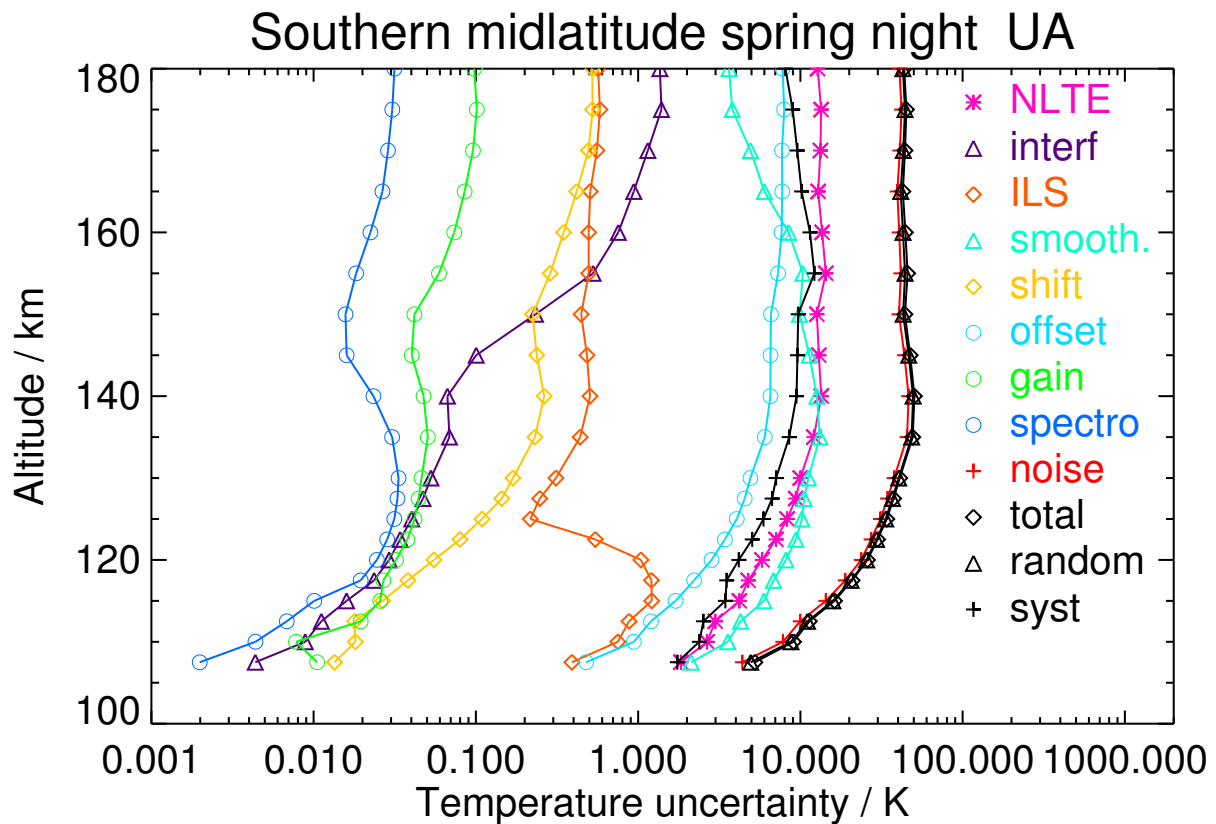 Southern midlatitude spring night UA
180
160
140
120
100
Altitude / km
NLTE
interf
ILS
smooth.
shift
offset
gain
spectro
noise
total
random
syst
0.001 0.010 0.100 1.000 10.000 100.000 1000.000
Temperature uncertainty / K